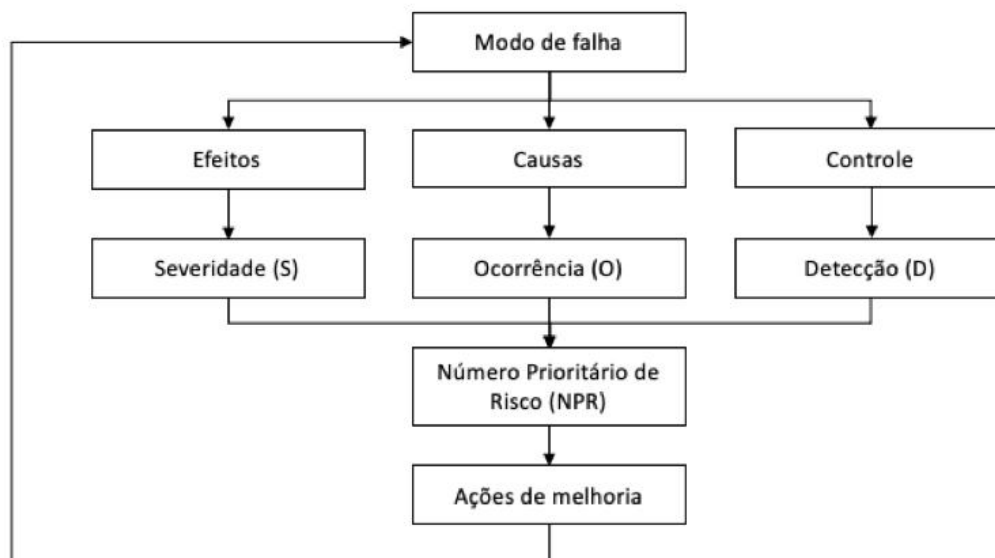 Modo de falha
Efeitos
Causas
Controle
Severidade (S)
Ocorrência (O)
Detecção (D)
Número Prioritário de
Risco (NPR)
Ações de melhoria